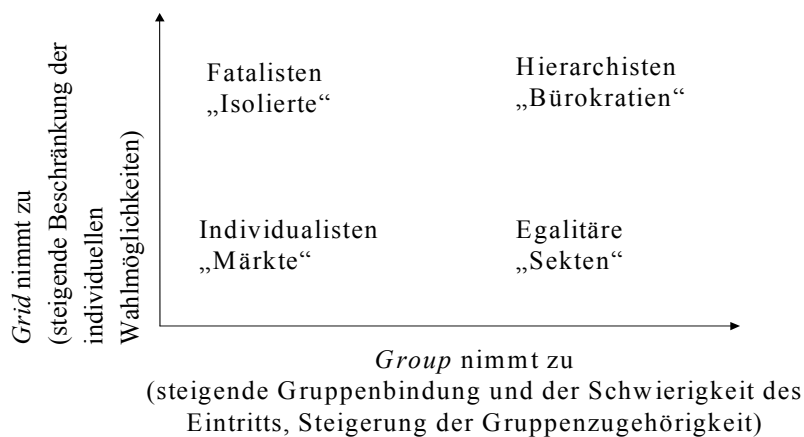 Grid nimmt zu
(steigende Beschränkung der
individuellen
Wahlmöglichkeiten)
Fatalisten
„Isolierte“
Hierarchisten
„Bürokratien“
Individualisten
„Märkte“
Egalitäre
„Sekten“
Group nimmt zu
(steigende Gruppenbindung und der Schwierigkeit des
Eintritts, Steigerung der Gruppenzugehörigkeit)